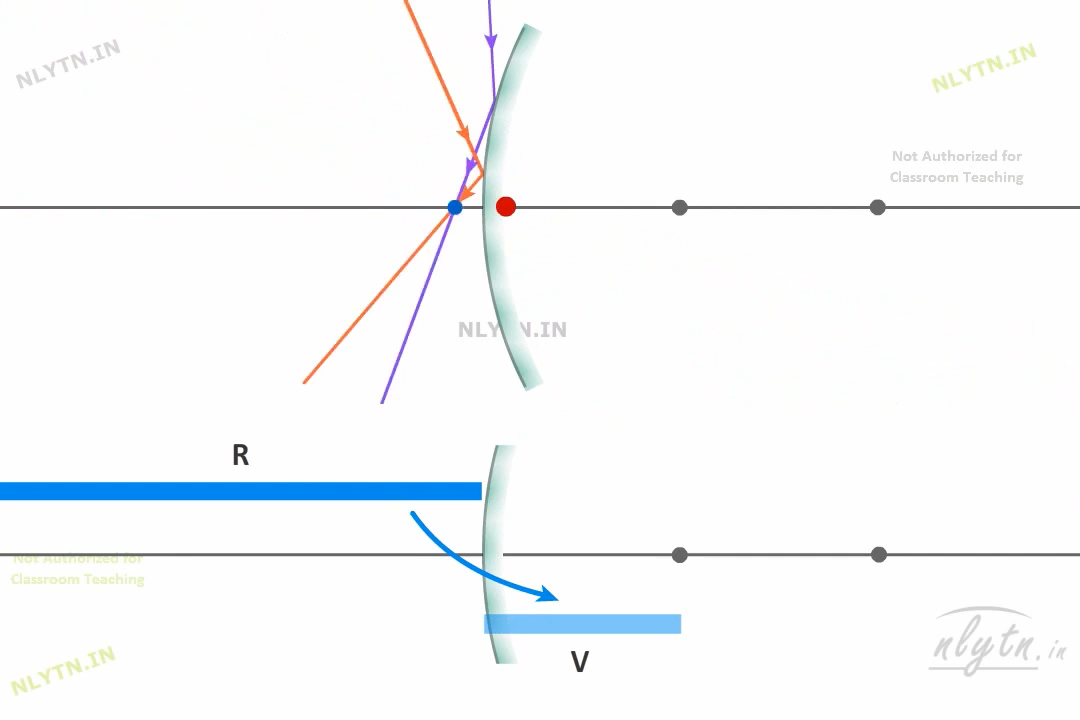 NLYTN.IN
NLYTN.IN
Not Authorized for
Classroom Teaching
NLYTN.IN
R
Not Authorized for
Classroom Teaching
V
NLYTN.IN
nlytn.in